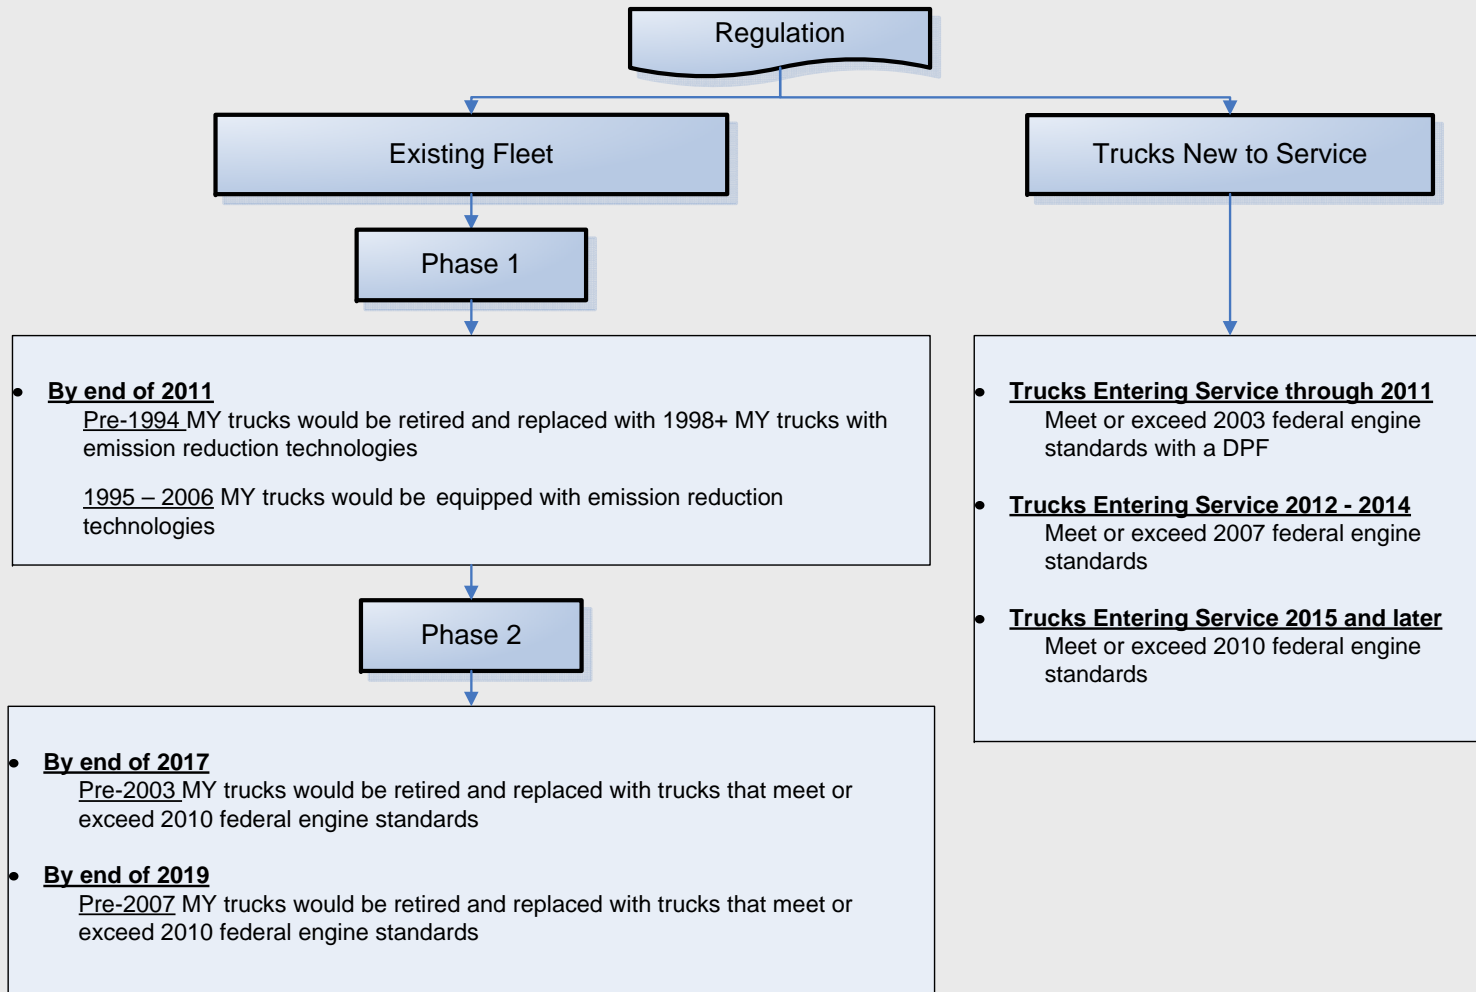 Regulation
Existing Fleet
Trucks New to Service
Phase 1
• By end of 2011
Pre-1994 MY trucks would be retired and replaced with 1998+ MY trucks with
emission reduction technologies
1995 – 2006 MY trucks would be equipped with emission reduction
technologies
Phase 2
• By end of 2017
Pre-2003 MY trucks would be retired and replaced with trucks that meet or
exceed 2010 federal engine standards
• By end of 2019
Pre-2007 MY trucks would be retired and replaced with trucks that meet or
exceed 2010 federal engine standards
• Trucks Entering Service through 2011
Meet or exceed 2003 federal engine
standards with a DPF
• Trucks Entering Service 2012 - 2014
Meet or exceed 2007 federal engine
standards
• Trucks Entering Service 2015 and later
Meet or exceed 2010 federal engine
standards